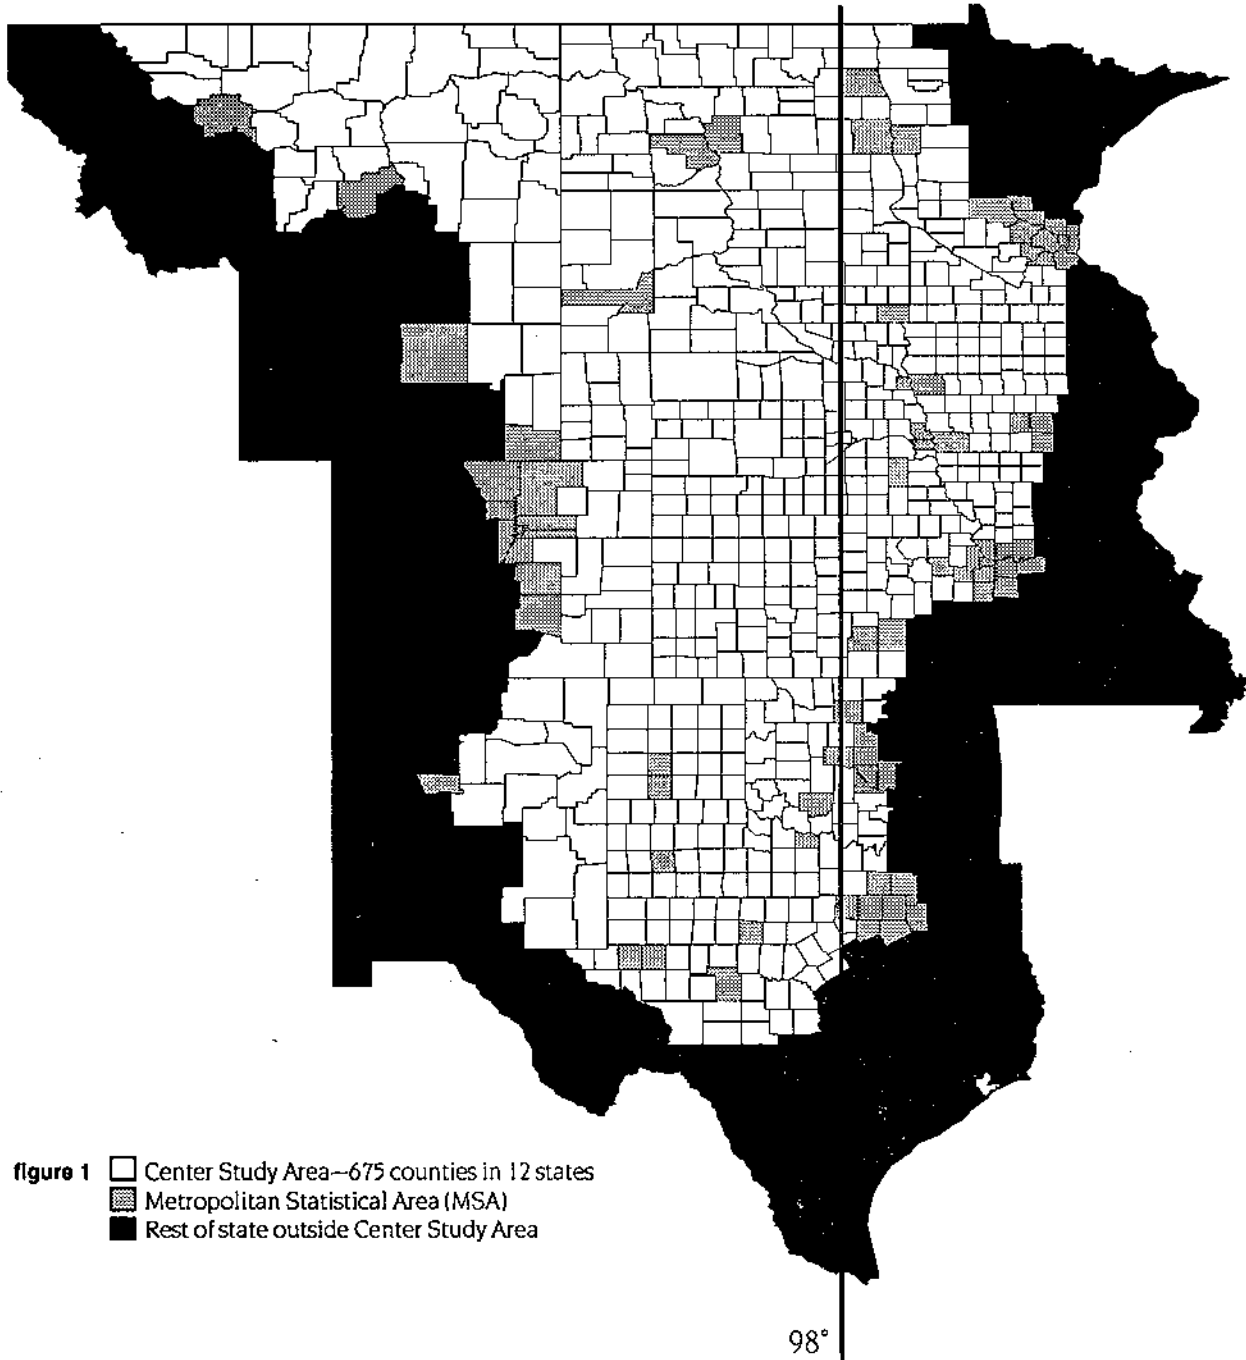 figure 1 Center Study Area—675 counties in 12 states
Metropolitan Statistical Area (MSA)
Rest of state outside Center Study Area
98°